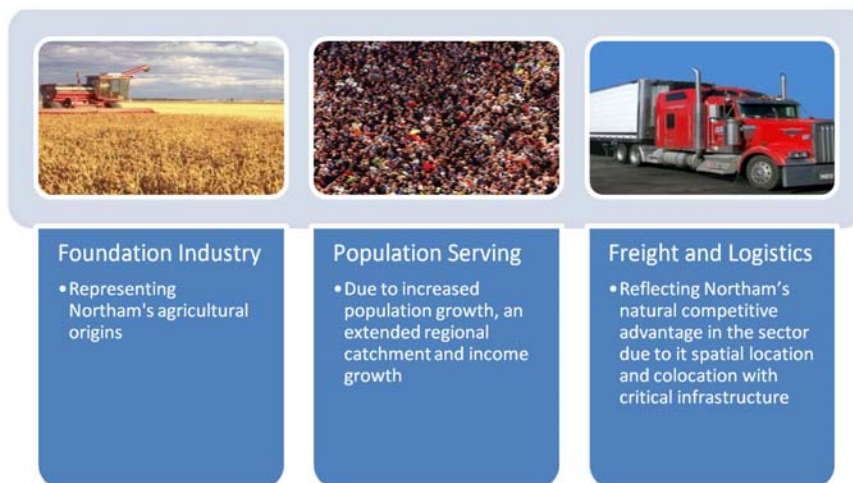 Foundation Industry
•Representing
Northam's agricultural
origins
Population Serving
•Due to increased
population growth, an
extended regional
catchment and income
growth
Freight and Logistics
•Reflecting Northam's
natural competitive
advantage in the sector
due to it spatial location
and colocation with
critical infrastructure